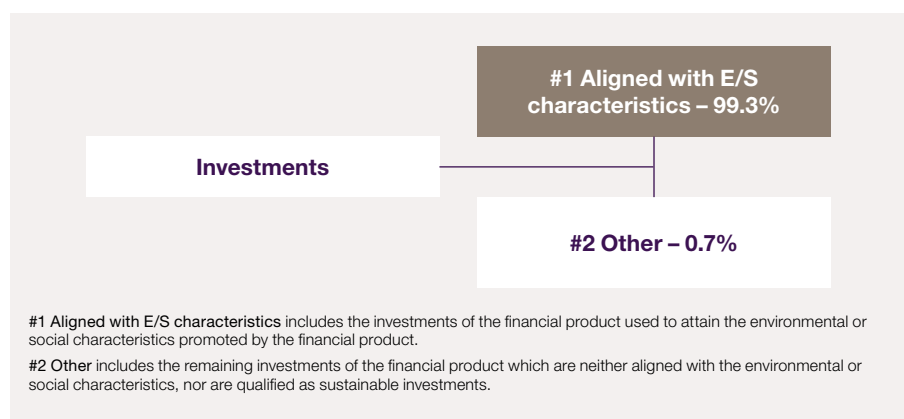 #1 Aligned with E/S
characteristics – 99.3%
Investments
#2 Other – 0.7%
#1 Aligned with E/S characteristics includes the investments of the financial product used to attain the environmental or
social characteristics promoted by the financial product.
#2 Other includes the remaining investments of the financial product which are neither aligned with the environmental or
social characteristics, nor are qualified as sustainable investments.